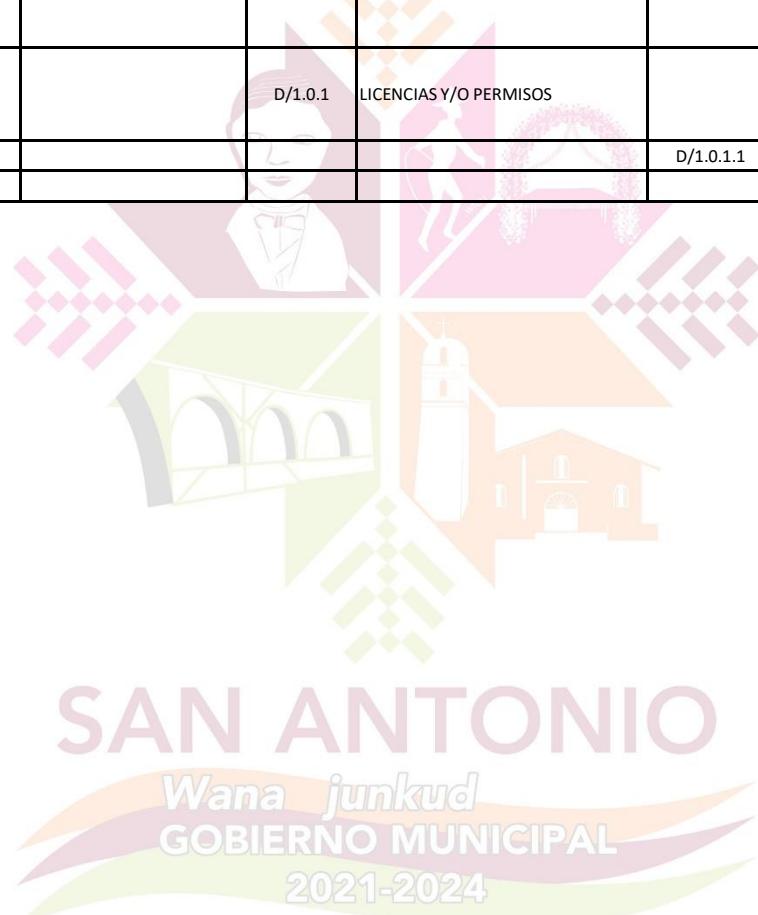 D/1.0.1 LICENCIAS Y/O PERMISOS
D/1.0.1.1
SAN ANTONIO
Wana junkud
GOBIERNO MUNICIPAL
2021-2024